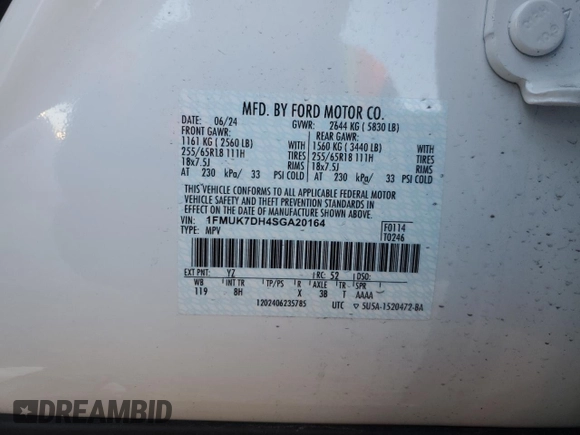 MFD. BY FORD MOTOR CO.
DATE: 06/24 GVWR: 2644 KG ( 5830 LB)
FRONT GAWR: REAR GAWR:
1161 KG ( 2560 LB) WITH 1560 KG ( 3440 LB) WITH
255/65R18 111H TIRES 255/65R18 111H TIRES
18x7.5J RIMS 18x7.5J RIMS
AT 230 kPa/ 33 PSI COLD AT 230 kPa/ 33 PSI COLD
THIS VEHICLE CONFORMS TO ALL APPLICABLE FEDERAL MOTOR
VEHICLE SAFETY AND THEFT PREVENTION STANDARDS IN
EFFECT ON THE DATE OF MANUFACTURE SHOWN ABOVE.
VIN: 1FMUK7DH4SGA20164 F0114
TYPE: MPV T0246
EXT PNT: YZ RC: 52 DSO:
WB INT TR TP/PS R AXLE TR SPR
119 8H X 38 T AAAA
1202406235785 UTC ▽ SU5A-1520472-BA
DREAMBID